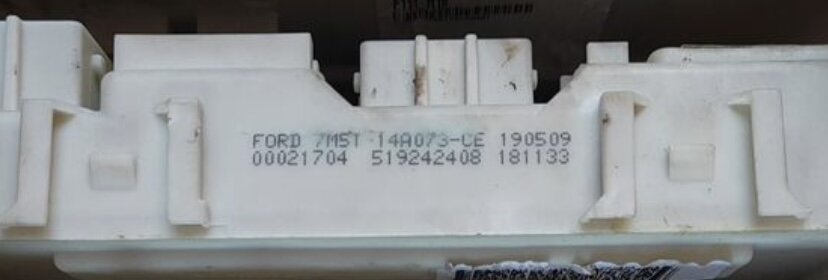 FORD 7M5T 14A073-CE 190509
00021704 519242408 181133